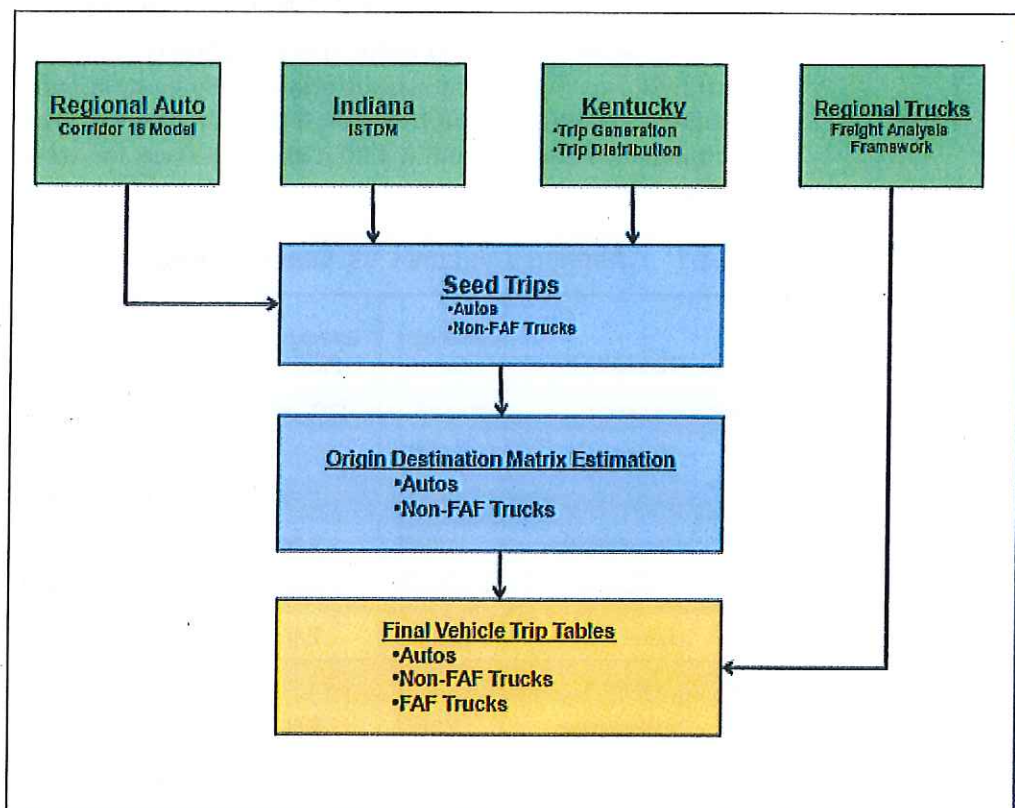 Regional Auto
Corridor 18 Model
Indiana
ISTDM
Kentucky
•Trip Generation
•Trip Distribution
Regional Trucks
Freight Analysis
Framework
Seed Trips
•Autos
•Non-FAF Trucks
Origin Destination Matrix Estimation
•Autos
•Non-FAF Trucks
Final Vehicle Trip Tables
•Autos
•Non-FAF Trucks
•FAF Trucks